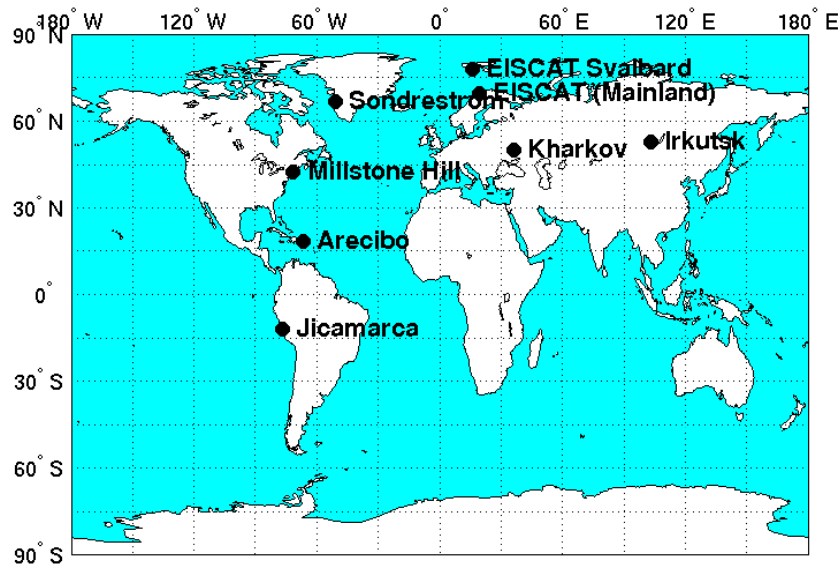 180° W 120° W 60° W 0° 60° E 120° E 180° E
90° N
EISCAT Svalbard
EISCAT (Mainland)
Sondrestrom
60° N
Kharkov
Irkutsk
Millstone Hill
30° N
Arecibo
0°
Jicamarca
30° S
60° S
90° S